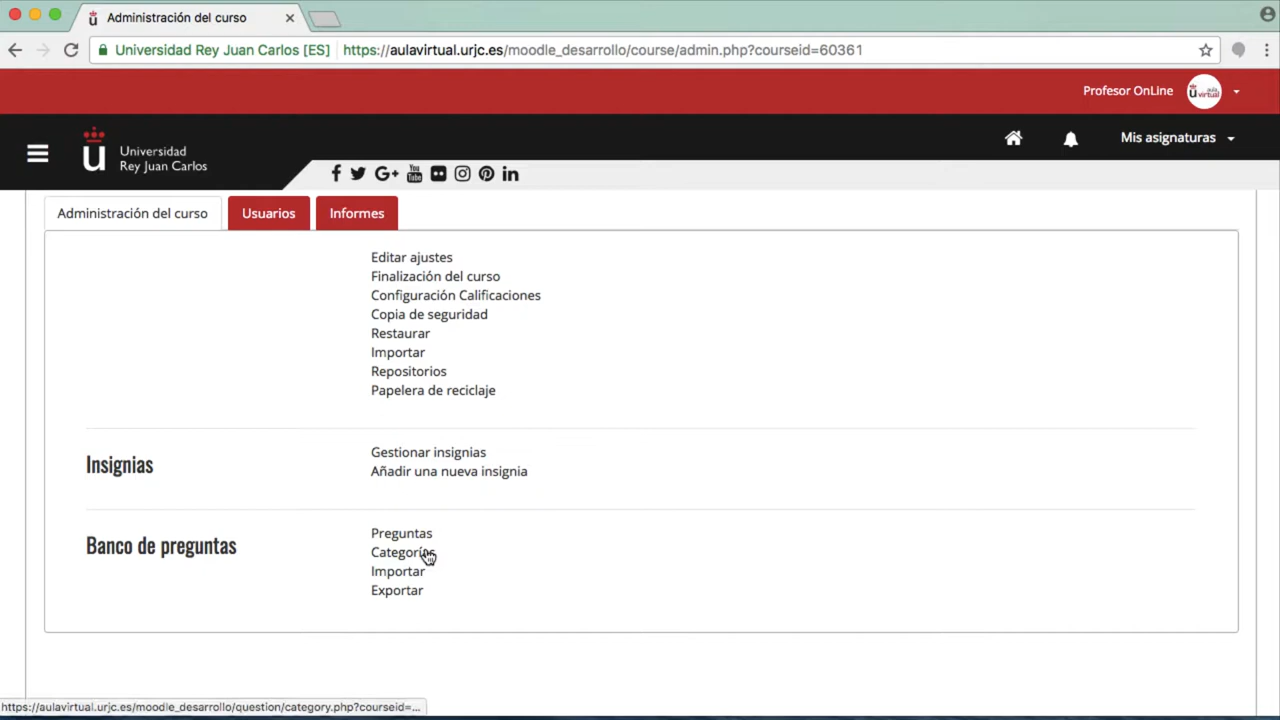 Administración del curso
Universidad Rey Juan Carlos [ES]
https://aulavirtual.urjc.es/moodle_desarrollo/course/admin.php?courseid=60361
Profesor OnLine
aula virtual
Universidad
Rey Juan Carlos
Mis asignaturas
Administración del curso
Usuarios
Informes
Editar ajustes
Finalización del curso
Configuración Calificaciones
Copia de seguridad
Restaurar
Importar
Repositorios
Papelera de reciclaje
Insignias
Gestionar insignias
Añadir una nueva insignia
Banco de preguntas
Preguntas
Categorías
Importar
Exportar
https://aulavirtual.urjc.es/moodle_desarrollo/question/category.php?courseid=...